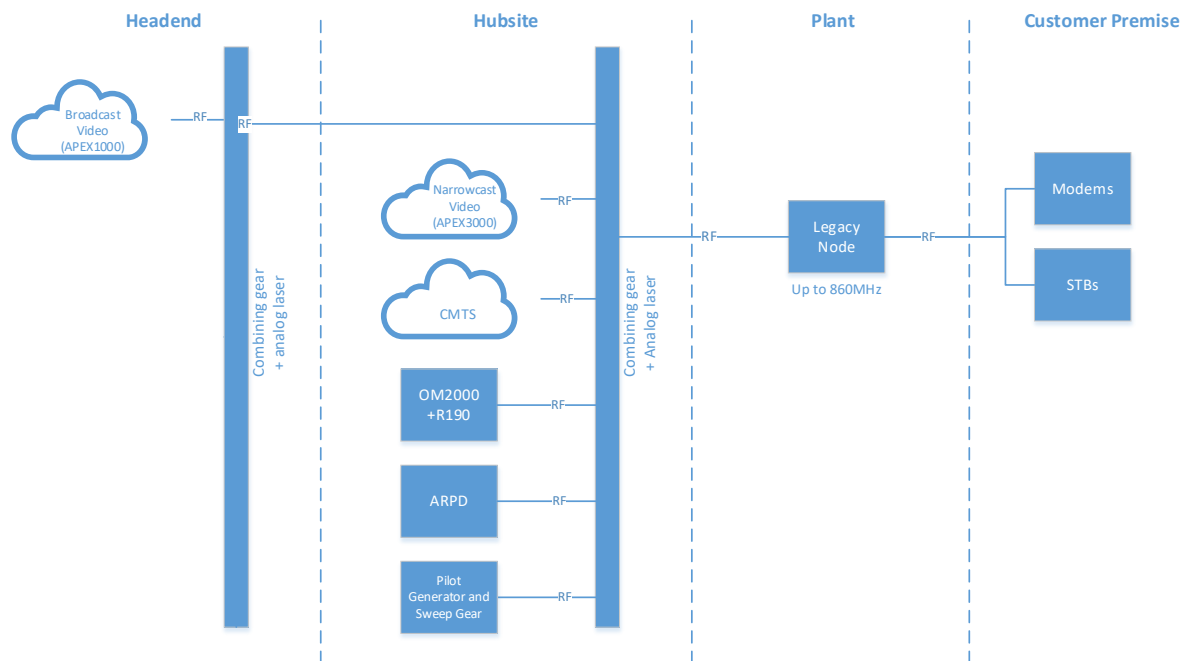 Headend
Hubsite
Plant
Customer Premise
Broadcast
Video
(APEX1000)
RF
RF
Combining gear
+ analog laser
Narrowcast
Video
(APEX3000)
RF
CMTS
RF
OM2000
+R190
RF
ARPD
RF
Pilot
Generator and
Sweep Gear
RF
Combining gear
+ Analog laser
RF
Legacy
Node
Up to 860MHz
RF
Modems
STBs